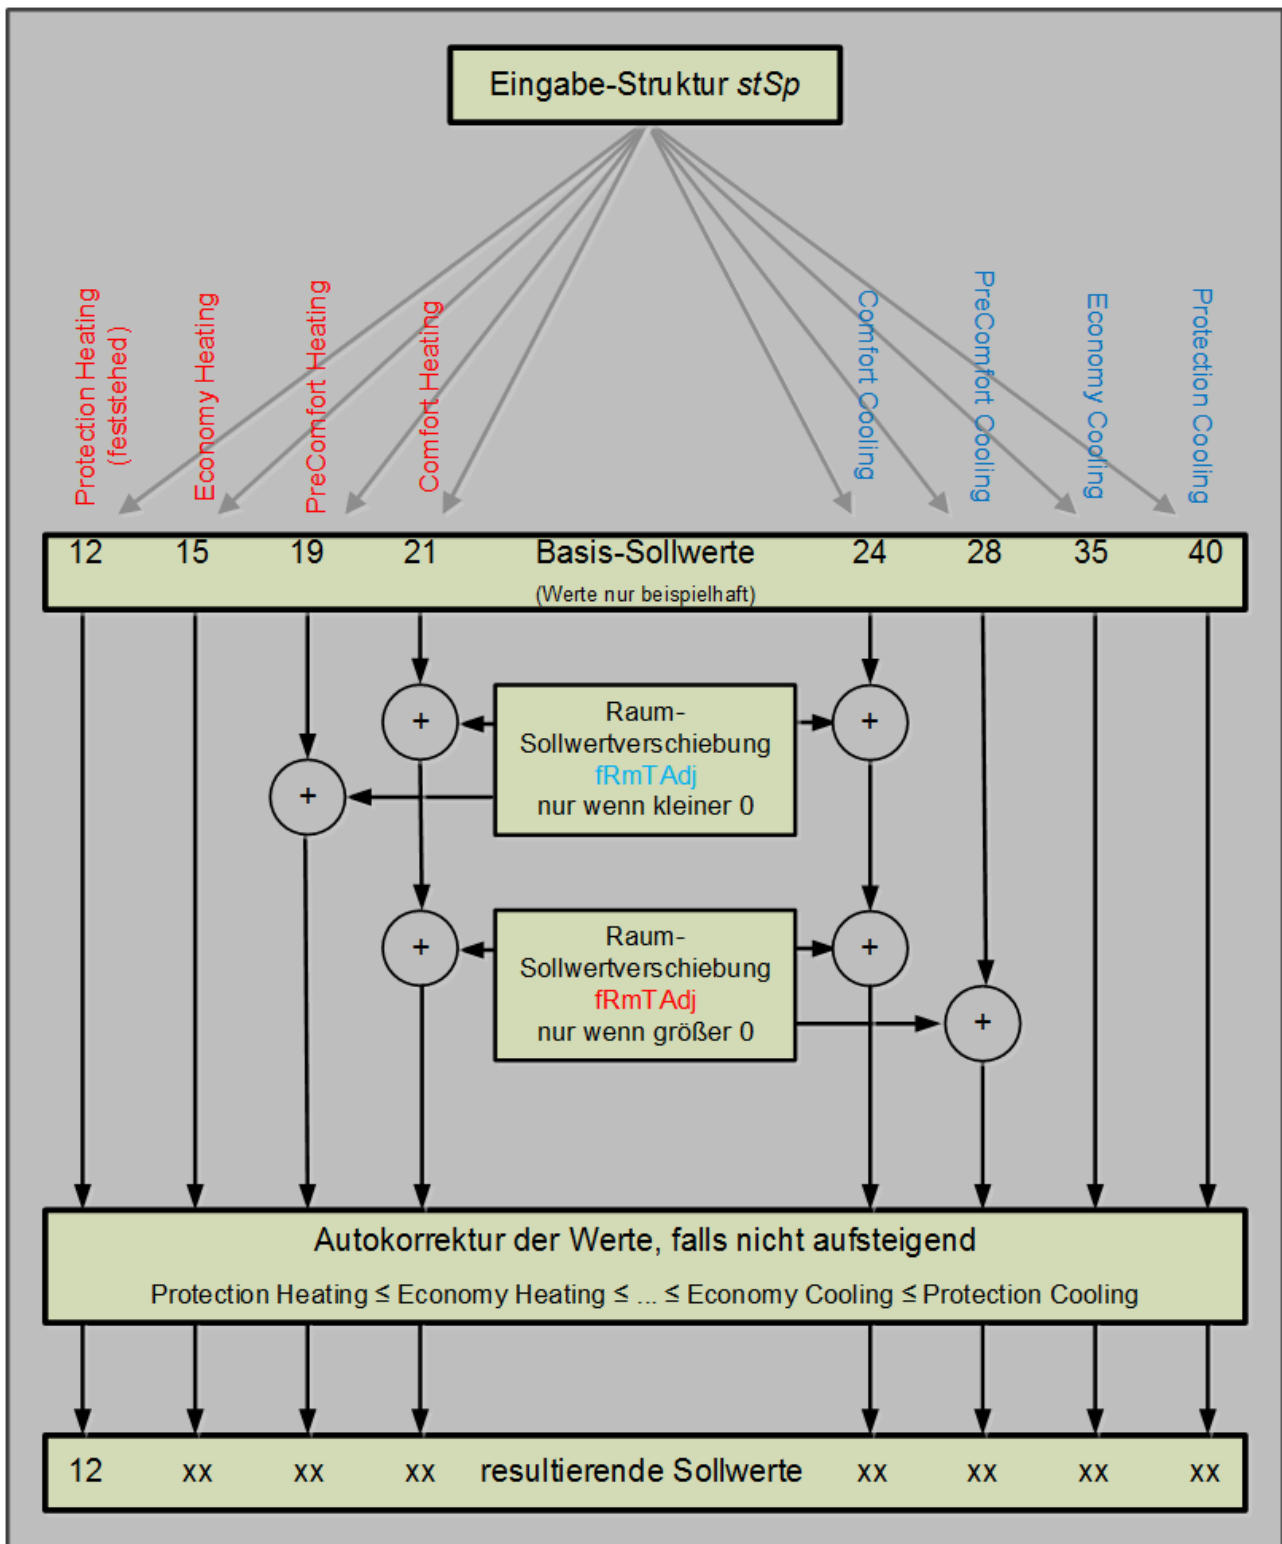 Eingabe-Struktur stSp
Protection Heating
(feststehed)
Economy Heating
PreComfort Heating
Comfort Heating
Comfort Cooling
PreComfort Cooling
Economy Cooling
Protection Cooling
12 15 19 21 Basis-Sollwerte 24 28 35 40
(Werte nur beispielhaft)
+ Raum- +
Sollwertverschiebung
fRmTAdj
+ nur wenn kleiner 0
+ Raum- +
Sollwertverschiebung
fRmTAdj
nur wenn größer 0 +
Autokorrektur der Werte, falls nicht aufsteigend
Protection Heating ≤ Economy Heating ≤ ... ≤ Economy Cooling ≤ Protection Cooling
12 xx xx xx resultierende Sollwerte xx xx xx xx